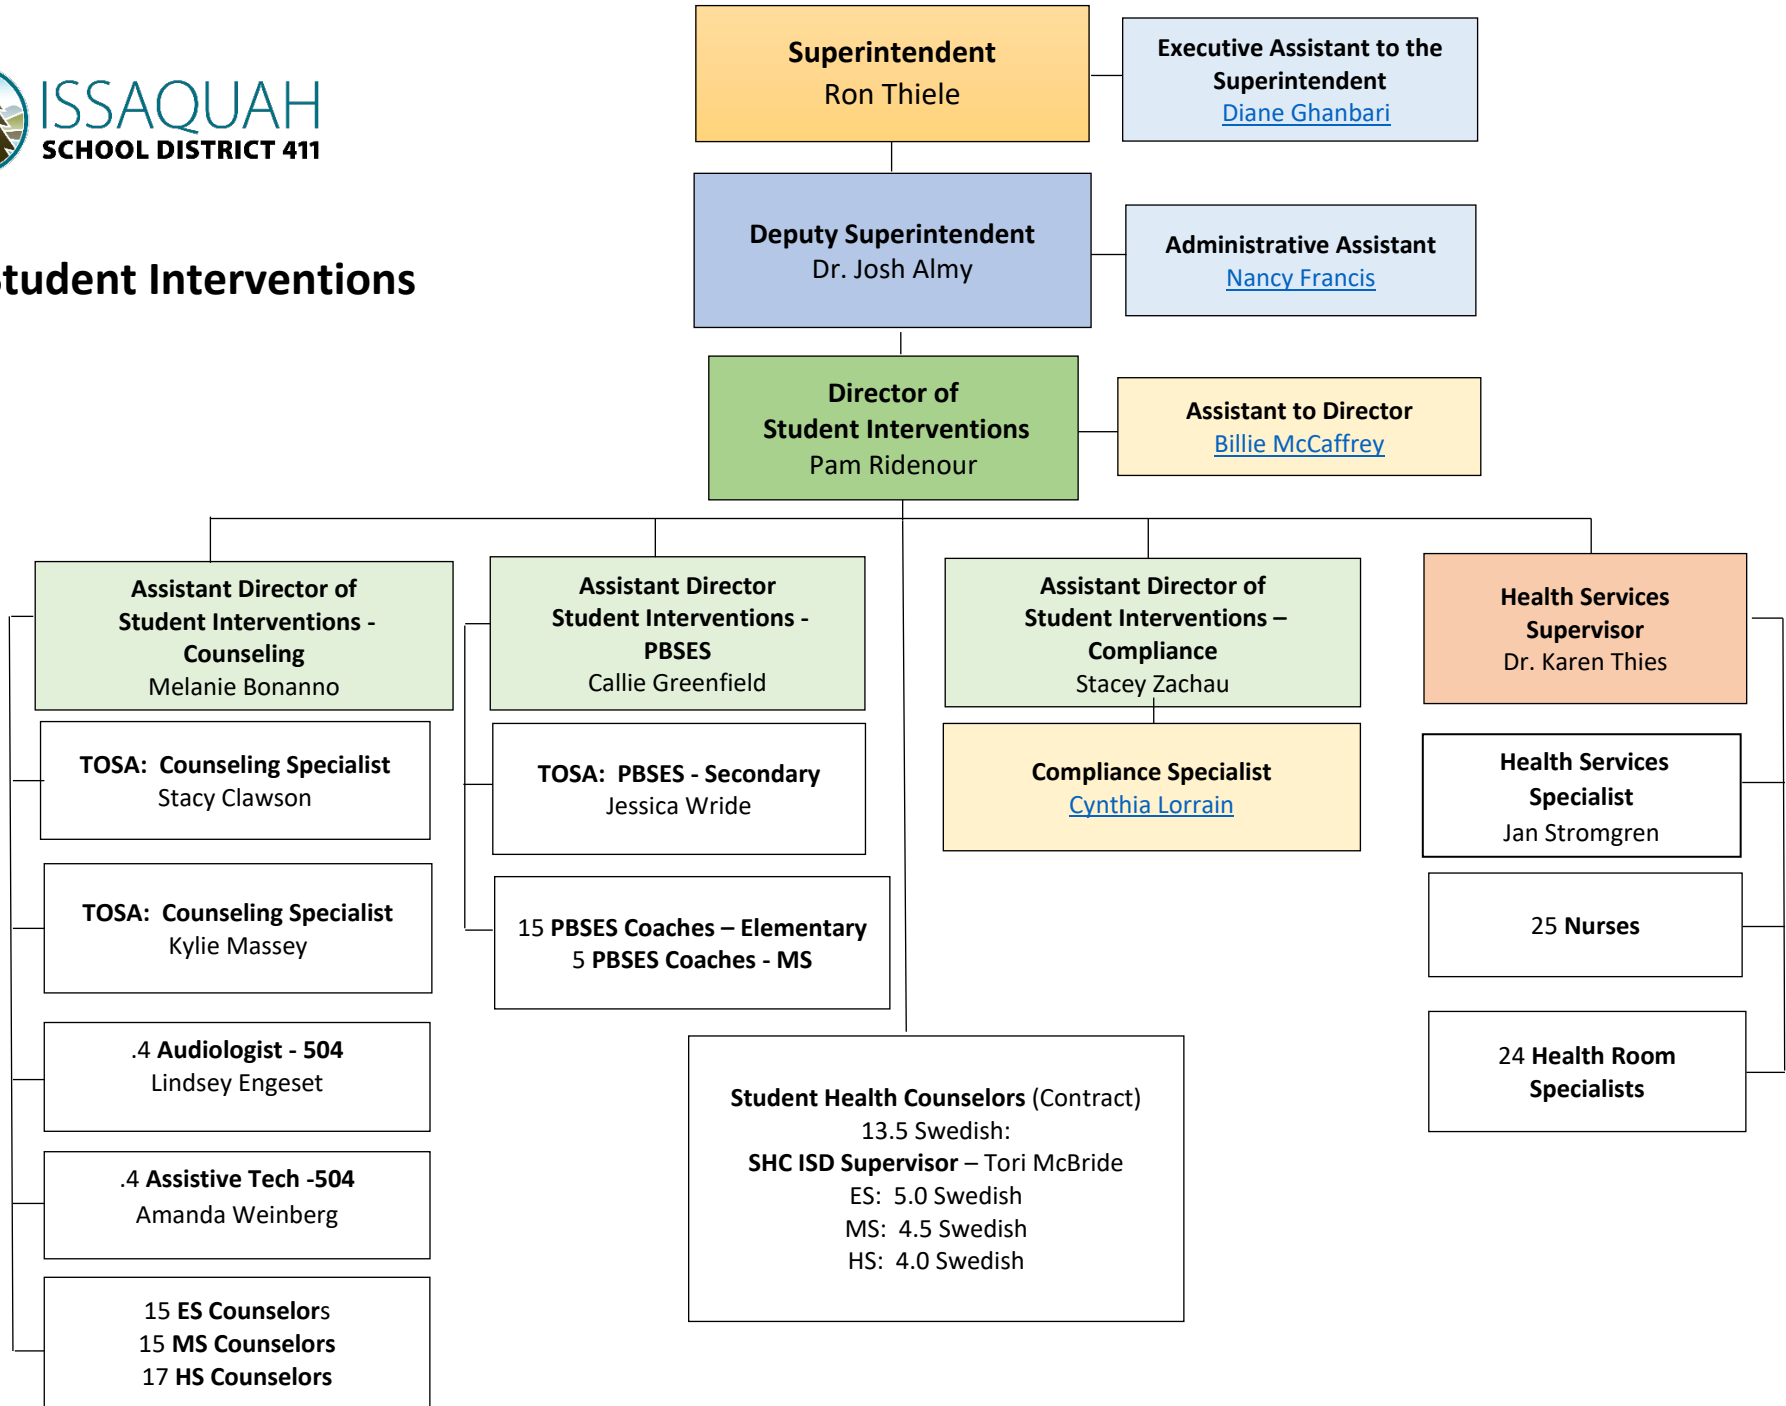 ISSAQUAH
SCHOOL DISTRICT 411
Student Interventions
Superintendent
Ron Thiele
Executive Assistant to the
Superintendent
Diane Ghanbari
Deputy Superintendent
Dr. Josh Almy
Administrative Assistant
Nancy Francis
Director of
Student Interventions
Pam Ridenour
Assistant to Director
Billie McCaffrey
Assistant Director of
Student Interventions -
Counseling
Melanie Bonanno
TOSA:  Counseling Specialist
Stacy Clawson
TOSA:  Counseling Specialist
Kylie Massey
.4 Audiologist - 504
Lindsey Engeset
.4 Assistive Tech -504
Amanda Weinberg
15 ES Counselors
15 MS Counselors
17 HS Counselors
Assistant Director
Student Interventions -
PBSES
Callie Greenfield
TOSA:  PBSES - Secondary
Jessica Wride
15 PBSES Coaches – Elementary
5 PBSES Coaches - MS
Student Health Counselors (Contract)
13.5 Swedish:
SHC ISD Supervisor – Tori McBride
ES:  5.0 Swedish
MS:  4.5 Swedish
HS:  4.0 Swedish
Assistant Director of
Student Interventions –
Compliance
Stacey Zachau
Compliance Specialist
Cynthia Lorrain
Health Services
Supervisor
Dr. Karen Thies
Health Services
Specialist
Jan Stromgren
25 Nurses
24 Health Room
Specialists